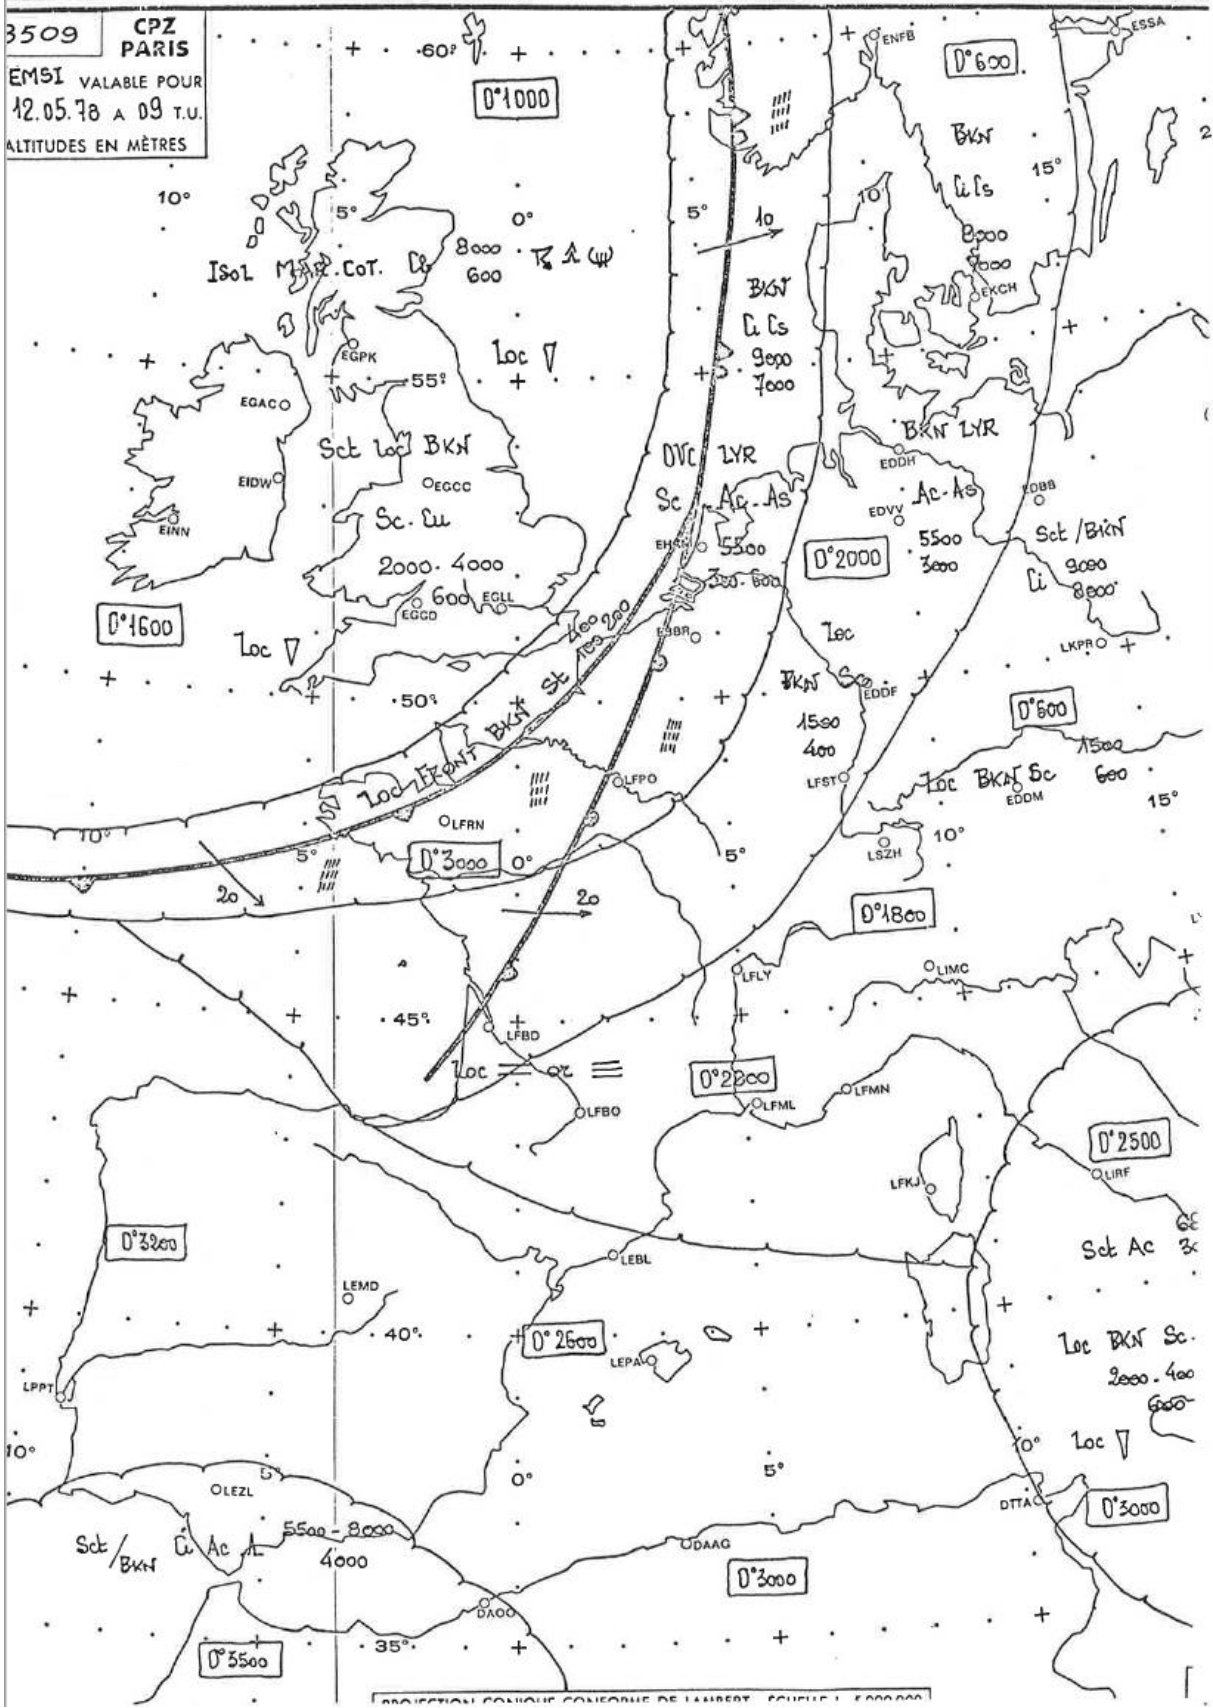 3509
CPZ
PARIS
EMSI VALABLE POUR
12.05.78 A 09 T.U.
ALTITUDES EN MÈTRES
60°
ENFB
ESSA
0°600
0°1000
BKN
Ci Cs
9000
7000
15°
10°
5°
0°
5°
10°
10
ISOL MAR. COT. Cb 8000
600
EKCH
BKN
Ci Cs
9000
7000
EGPK
Loc
55°
EGAC
Sct Loc BKN
OVC LYR
BKN LYR
EDDH
EIDW
EGCC
Sc Ac-As
Ac-As
EDBB
EINN
Sc-Cu
EDVV
EHAM
5500
0°2000
5500
3000
Sct/BKN
2000-4000
300-600
Ci 9000
8000
0°1600
600
EGGD
EGLL
400 200
EBBR
Loc
LKPR
Loc
BKN Sc
EDDF
50°
Loc FRONT BKN St 100
1500
400
0°600
1500
LFPO
LFST
Loc BKN Sc 600
EDDM
15°
LFRN
10°
5°
0°3000
0°
5°
LSZH
10°
20
20
0°1800
LFLY
LIMC
45°
LFBD
Loc or
0°2800
LFMN
LFBO
LFML
0°2500
LIRF
LFKJ
0°3200
LEBL
Sct Ac
LEMD
40°
0°2600
LEPA
Loc BKN Sc.
2000-400
LPPT
10°
5°
0°
5°
10°
Loc
LEZL
DTTA
0°3000
Sct/BKN Ci Ac 5500-8000
4000
DAAG
0°3000
DAOO
35°
0°3500
PROJECTION CONIQUE CONFORME DE LAMBERT